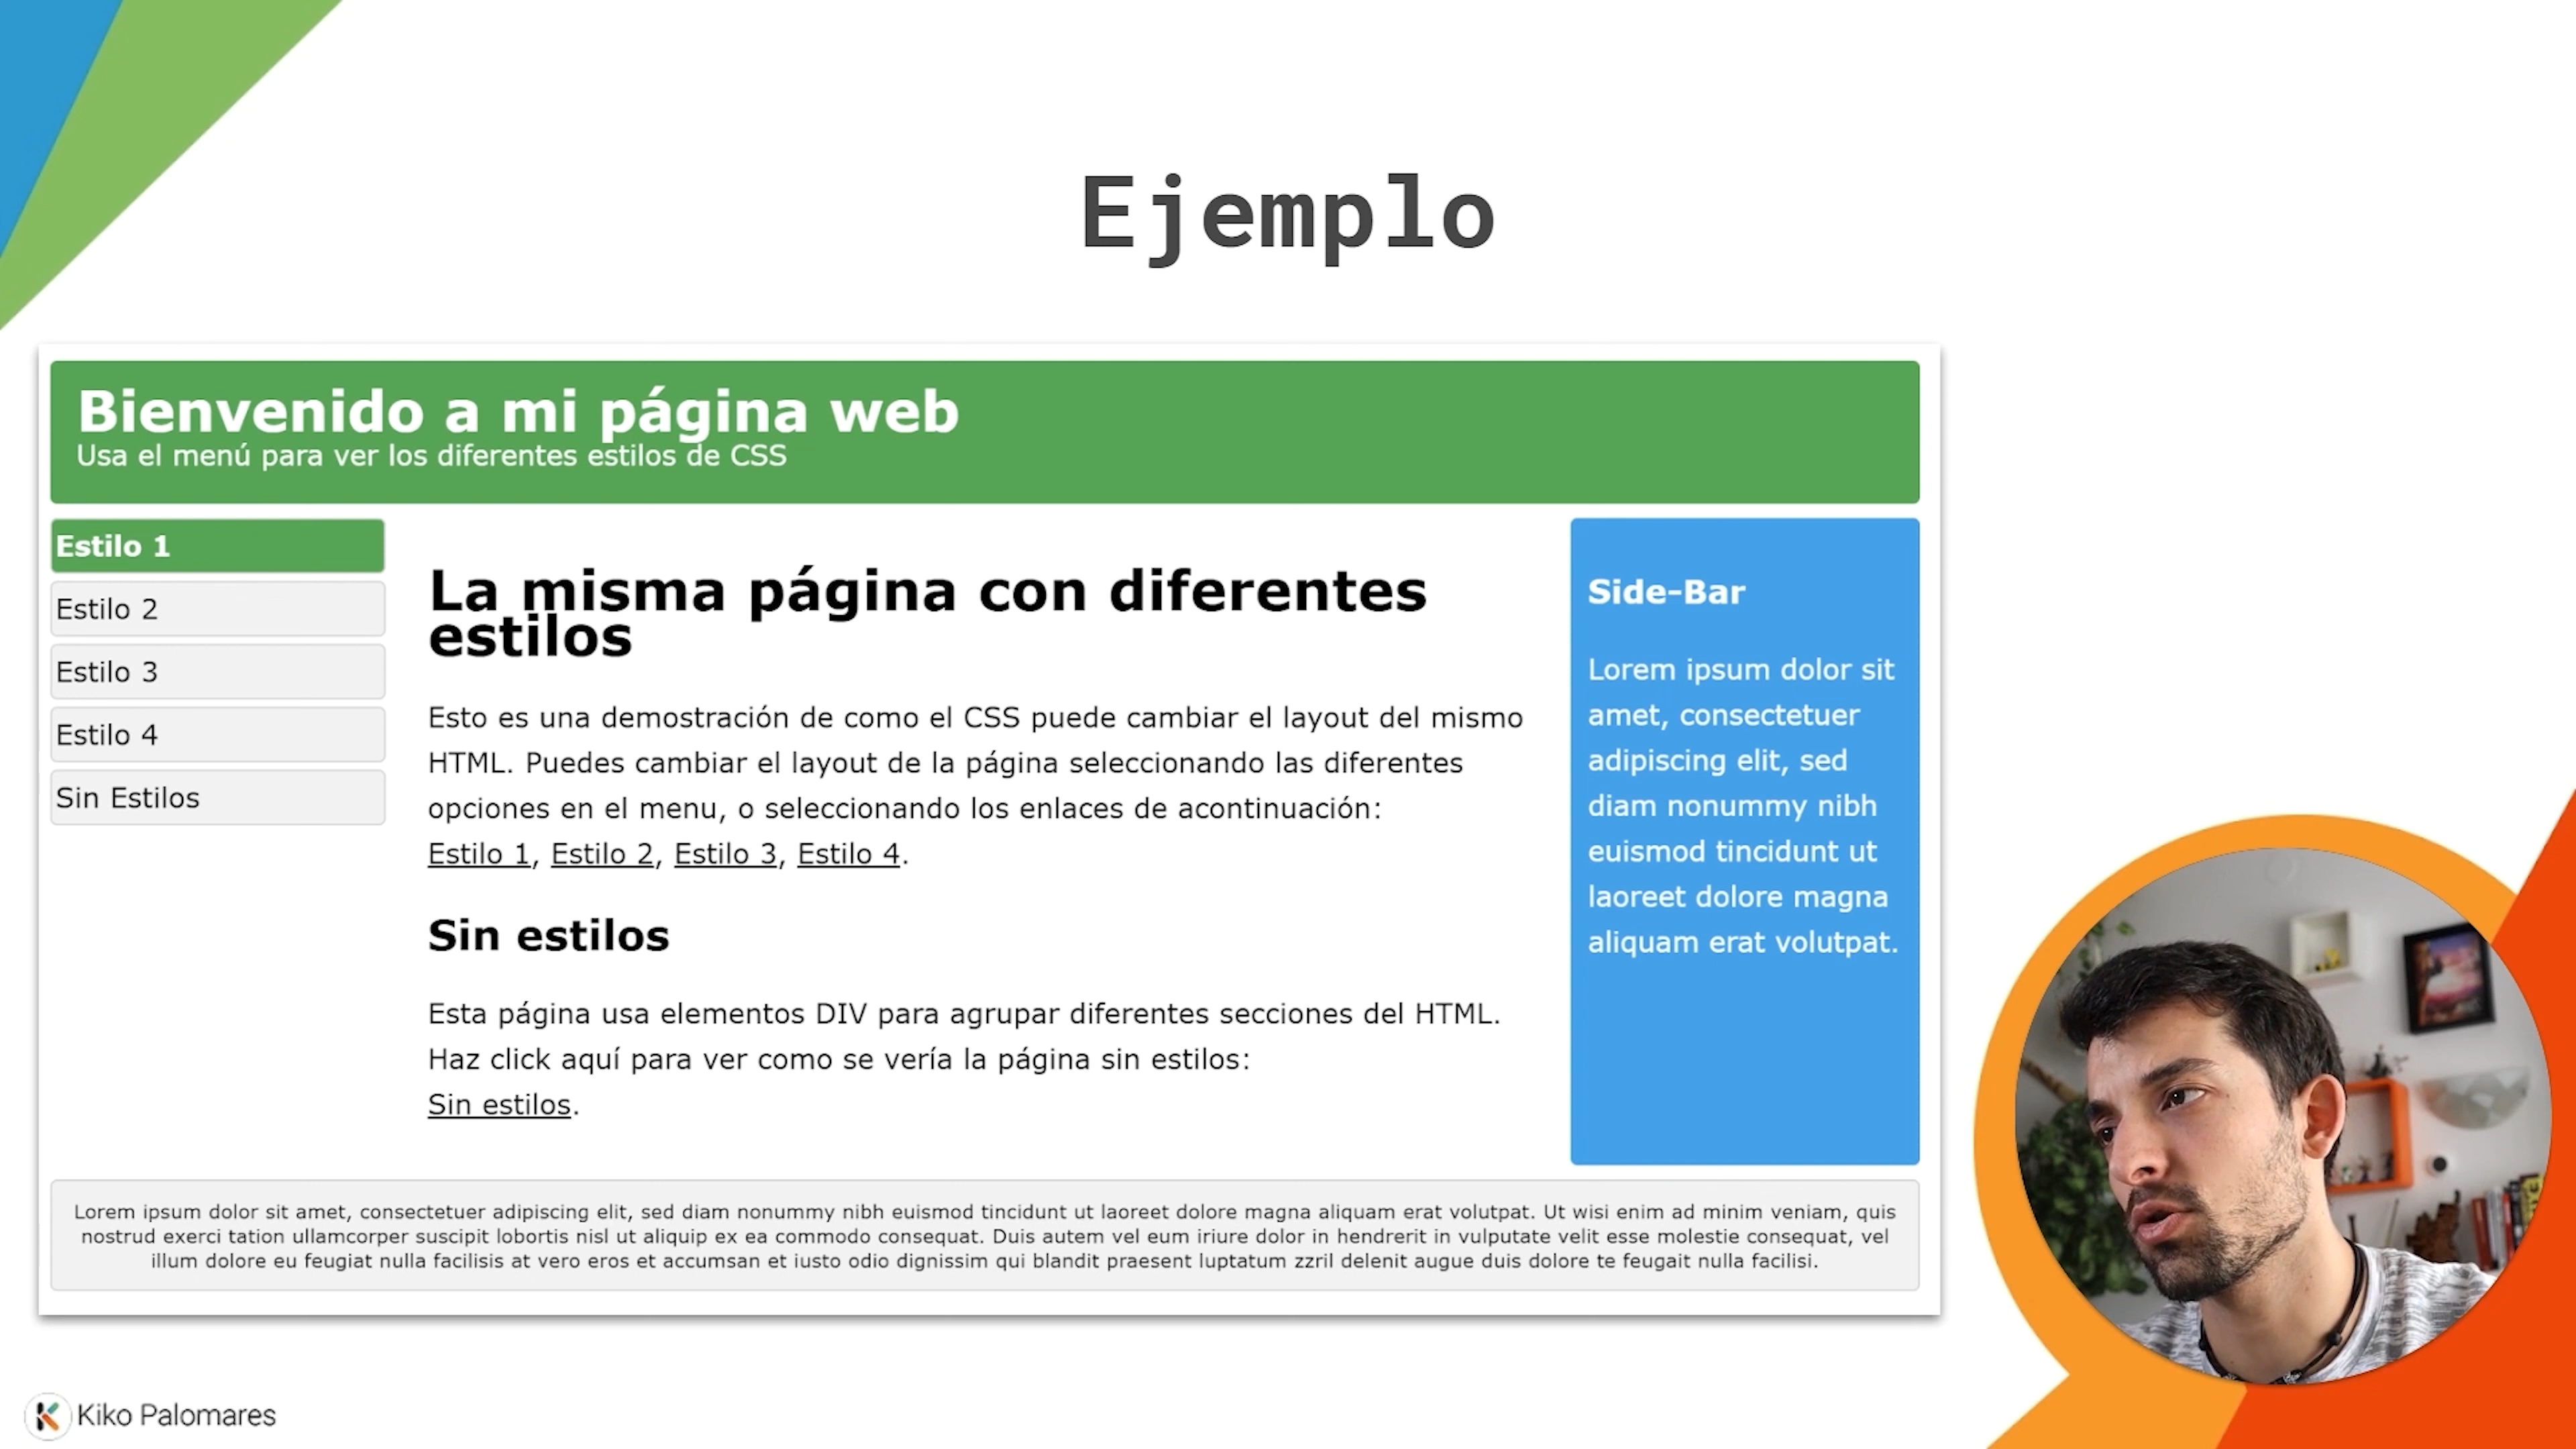 Ejemplo
Bienvenido a mi página web
Usa el menú para ver los diferentes estilos de CSS
Estilo 1
Estilo 2
Estilo 3
Estilo 4
Sin Estilos
La misma página con diferentes
estilos
Esto es una demostración de como el CSS puede cambiar el layout del mismo
HTML. Puedes cambiar el layout de la página seleccionando las diferentes
opciones en el menu, o seleccionando los enlaces de acontinuación:
Estilo 1, Estilo 2, Estilo 3, Estilo 4.
Sin estilos
Esta página usa elementos DIV para agrupar diferentes secciones del HTML.
Haz click aquí para ver como se vería la página sin estilos:
Sin estilos.
Side-Bar
Lorem ipsum dolor sit
amet, consectetuer
adipiscing elit, sed
diam nonummy nibh
euismod tincidunt ut
laoreet dolore magna
aliquam erat volutpat.
Lorem ipsum dolor sit amet, consectetuer adipiscing elit, sed diam nonummy nibh euismod tincidunt ut laoreet dolore magna aliquam erat volutpat. Ut wisi enim ad minim veniam, quis
nostrud exerci tation ullamcorper suscipit lobortis nisl ut aliquip ex ea commodo consequat. Duis autem vel eum iriure dolor in hendrerit in vulputate velit esse molestie consequat, vel
illum dolore eu feugiat nulla facilisis at vero eros et accumsan et iusto odio dignissim qui blandit praesent luptatum zzril delenit augue duis dolore te feugait nulla facilisi.
Kiko Palomares